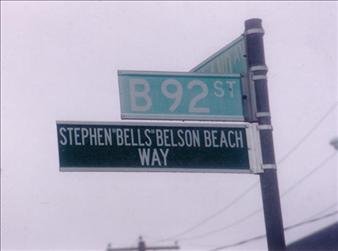 B 92 ST
STEPHEN "BELLS" BELSON BEACH
WAY